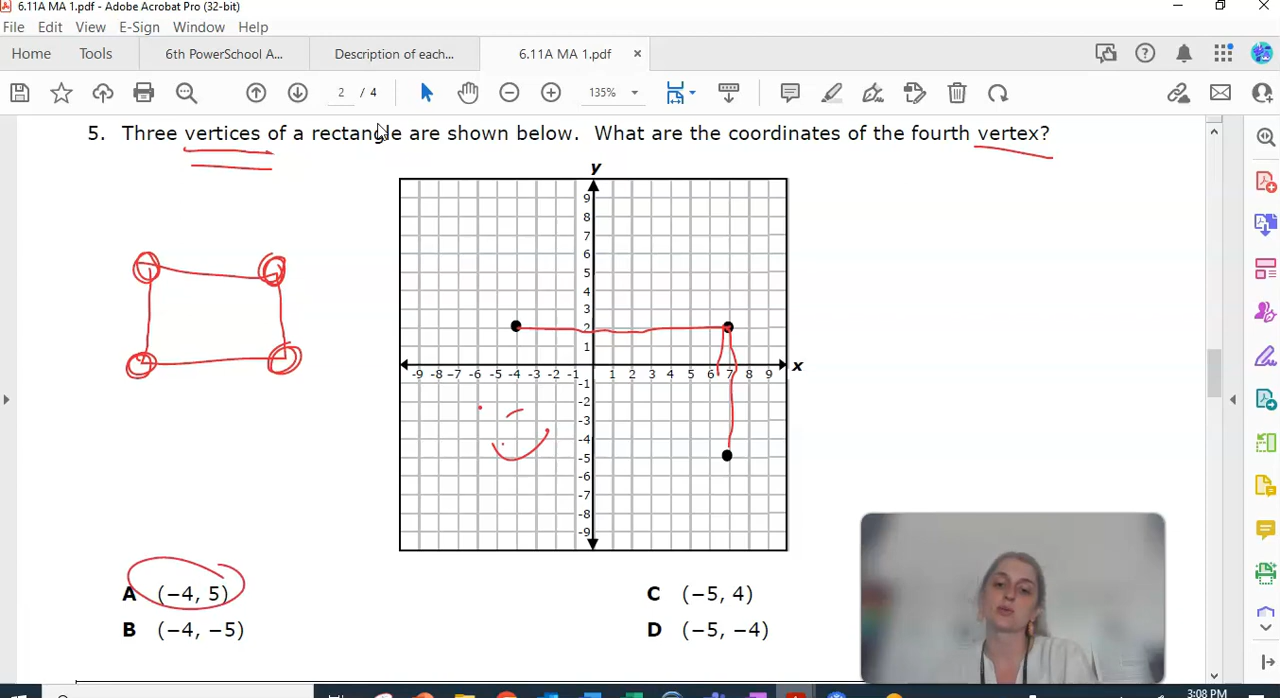 6.11A MA 1.pdf - Adobe Acrobat Pro (32-bit)
File Edit View E-Sign Window Help
Home Tools 6th PowerSchool A... Description of each... 6.11A MA 1.pdf ×
2 / 4 135%
5. Three vertices of a rectangle are shown below. What are the coordinates of the fourth vertex?
y
9
8
7
6
5
4
3
2
1
-9 -8 -7 -6 -5 -4 -3 -2 -1 1 2 3 4 5 6 7 8 9 x
-1
-2
-3
-4
-5
-6
-7
-8
-9
A (−4, 5)
B (−4, −5)
C (−5, 4)
D (−5, −4)
3:08 PM